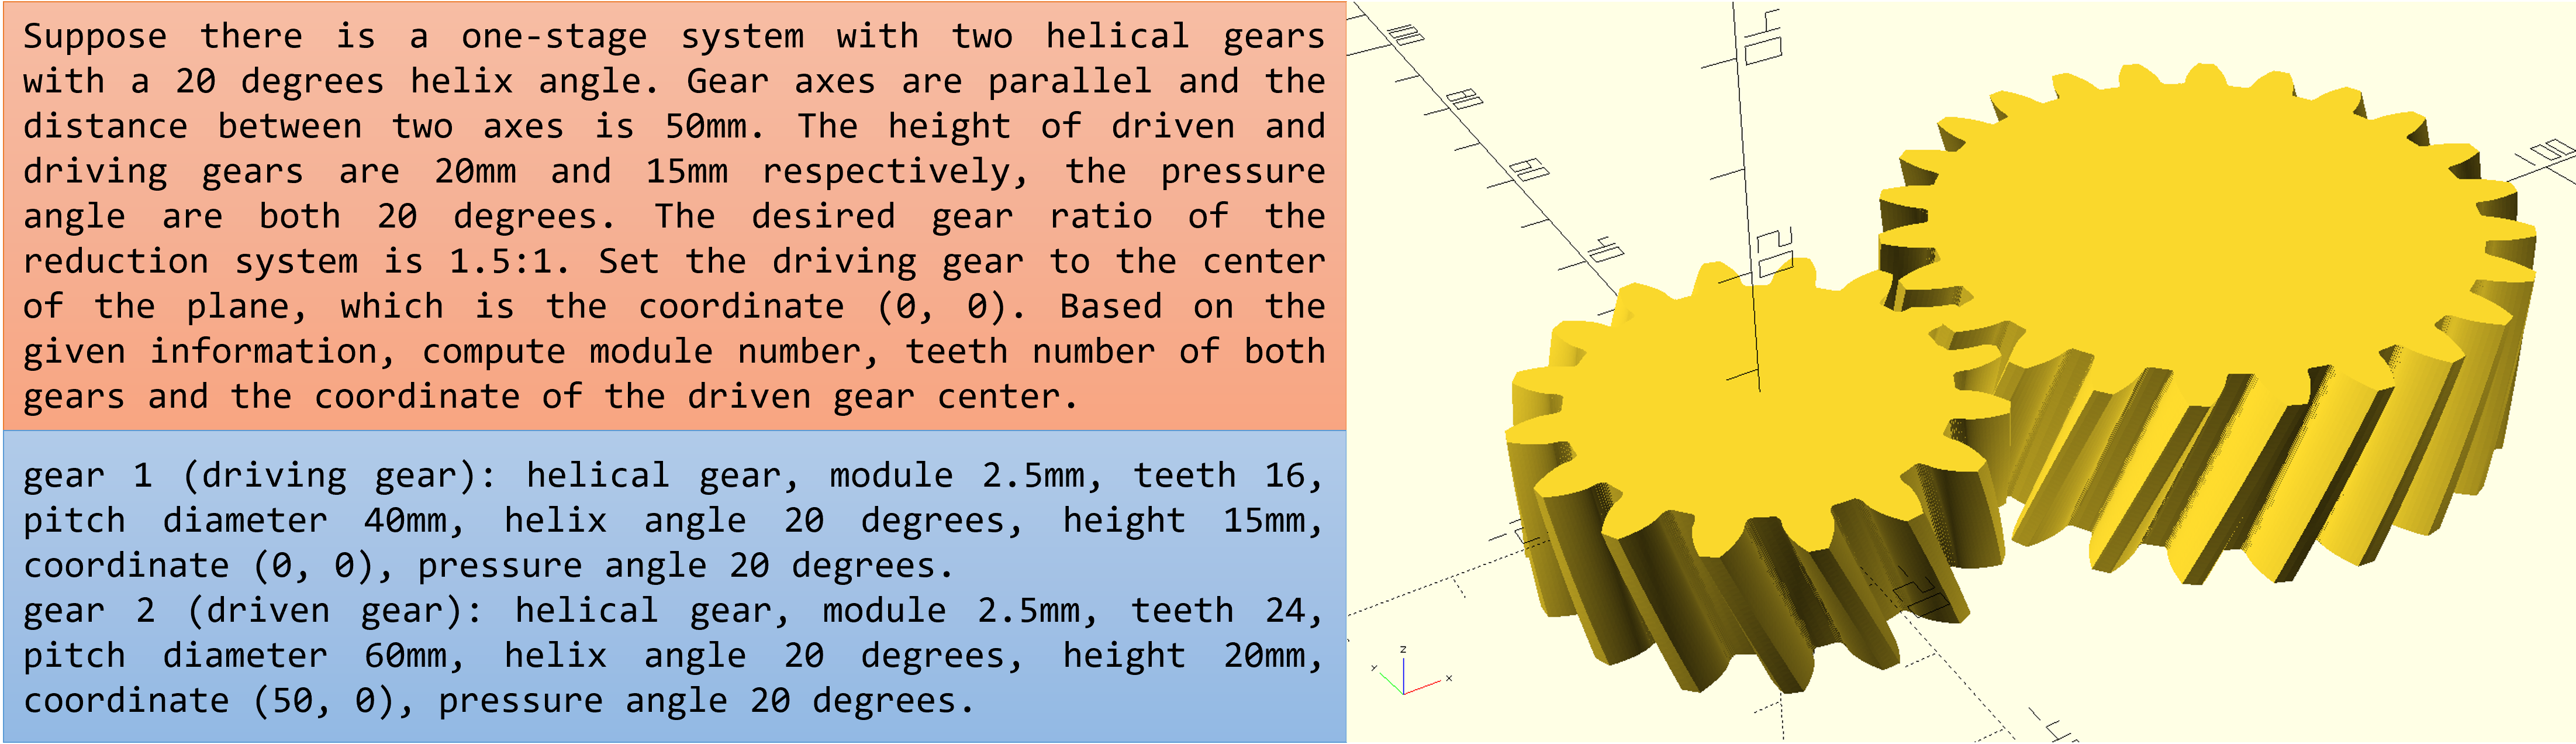 Suppose there is a one-stage system with two helical gears
with a 20 degrees helix angle. Gear axes are parallel and the
distance between two axes is 50mm. The height of driven and
driving gears are 20mm and 15mm respectively, the pressure
angle are both 20 degrees. The desired gear ratio of the
reduction system is 1.5:1. Set the driving gear to the center
of the plane, which is the coordinate (0, 0). Based on the
given information, compute module number, teeth number of both
gears and the coordinate of the driven gear center.
gear 1 (driving gear): helical gear, module 2.5mm, teeth 16,
pitch diameter 40mm, helix angle 20 degrees, height 15mm,
coordinate (0, 0), pressure angle 20 degrees.
gear 2 (driven gear): helical gear, module 2.5mm, teeth 24,
pitch diameter 60mm, helix angle 20 degrees, height 20mm,
coordinate (50, 0), pressure angle 20 degrees.
80
60
40
20
z
y
x